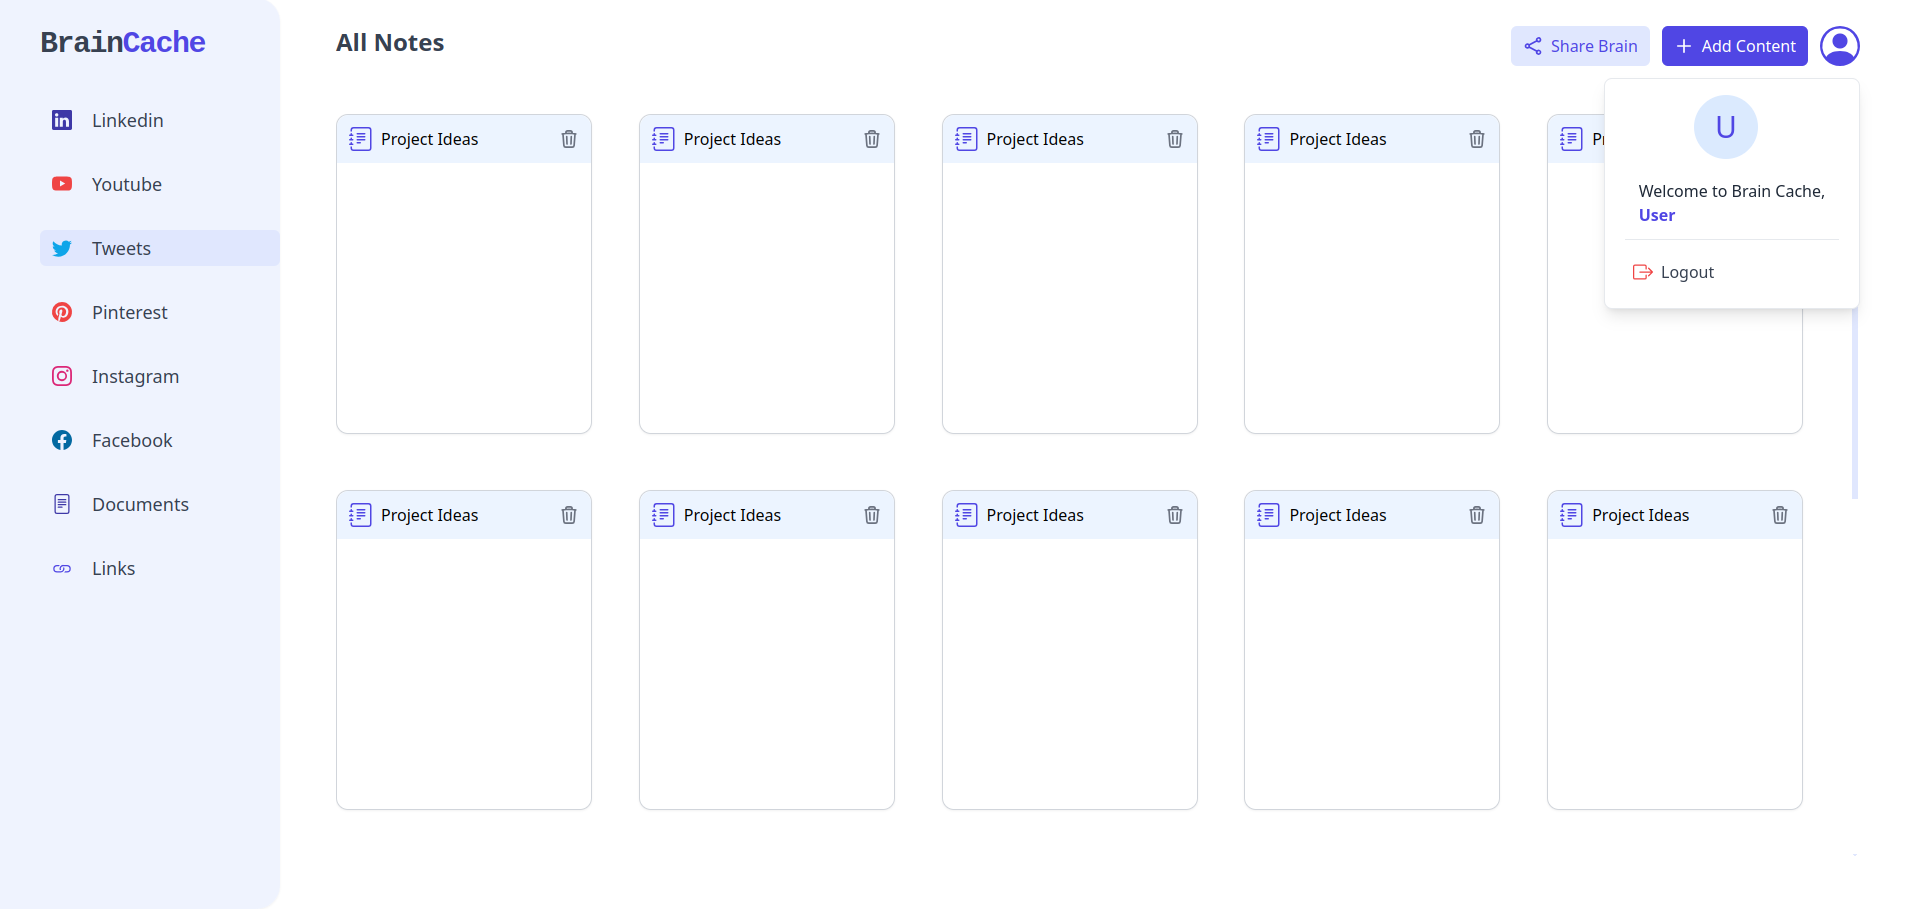 BrainCache
Linkedin
Youtube
Tweets
Pinterest
Instagram
Facebook
Documents
Links
All Notes
Share Brain
Add Content
U
Welcome to Brain Cache,
User
Logout
Project Ideas
Project Ideas
Project Ideas
Project Ideas
Project Ideas
Project Ideas
Project Ideas
Project Ideas
Project Ideas